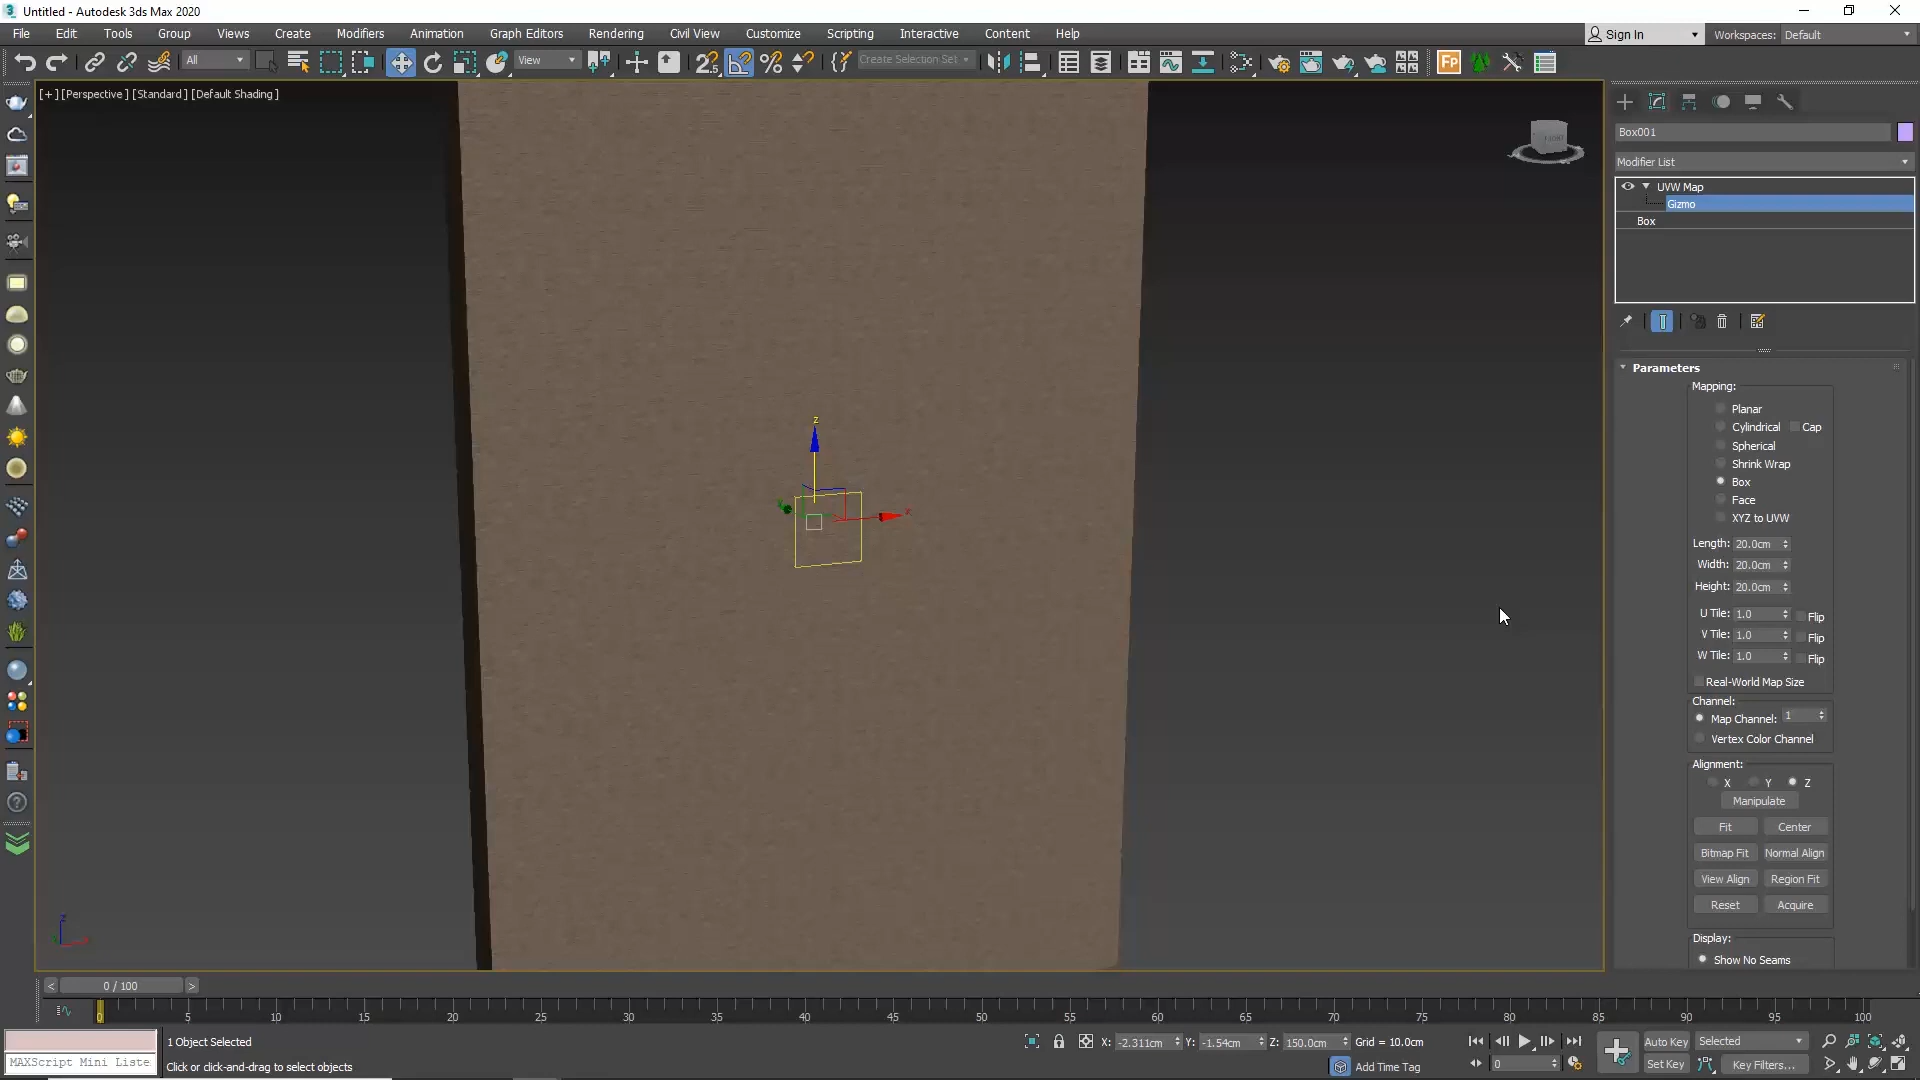 Untitled - Autodesk 3ds Max 2020
File Edit Tools Group Views Create Modifiers Animation Graph Editors Rendering Civil View Customize Scripting Interactive Content Help
Sign In Workspaces: Default
All View Create Selection Set Fp
[+] [Perspective] [Standard] [Default Shading]
Box001
Modifier List
UVW Map
Gizmo
Box
Parameters
Mapping:
Planar
Cylindrical Cap
Spherical
Shrink Wrap
Box
Face
XYZ to UVW
Length: 20.0cm
Width: 20.0cm
Height: 20.0cm
U Tile: 1.0 Flip
V Tile: 1.0 Flip
W Tile: 1.0 Flip
Real-World Map Size
Channel:
Map Channel: 1
Vertex Color Channel
Alignment:
X Y Z
Manipulate
Fit Center
Bitmap Fit Normal Align
View Align Region Fit
Reset Acquire
Display:
Show No Seams
z
x
0 / 100
0 5 10 15 20 25 30 35 40 45 50 55 60 65 70 75 80 85 90 95 100
1 Object Selected
X: -2.311cm Y: -1.54cm Z: 150.0cm Grid = 10.0cm
Auto Key Selected
MAXScript Mini Liste
Click or click-and-drag to select objects
Add Time Tag
0
Set Key Key Filters...